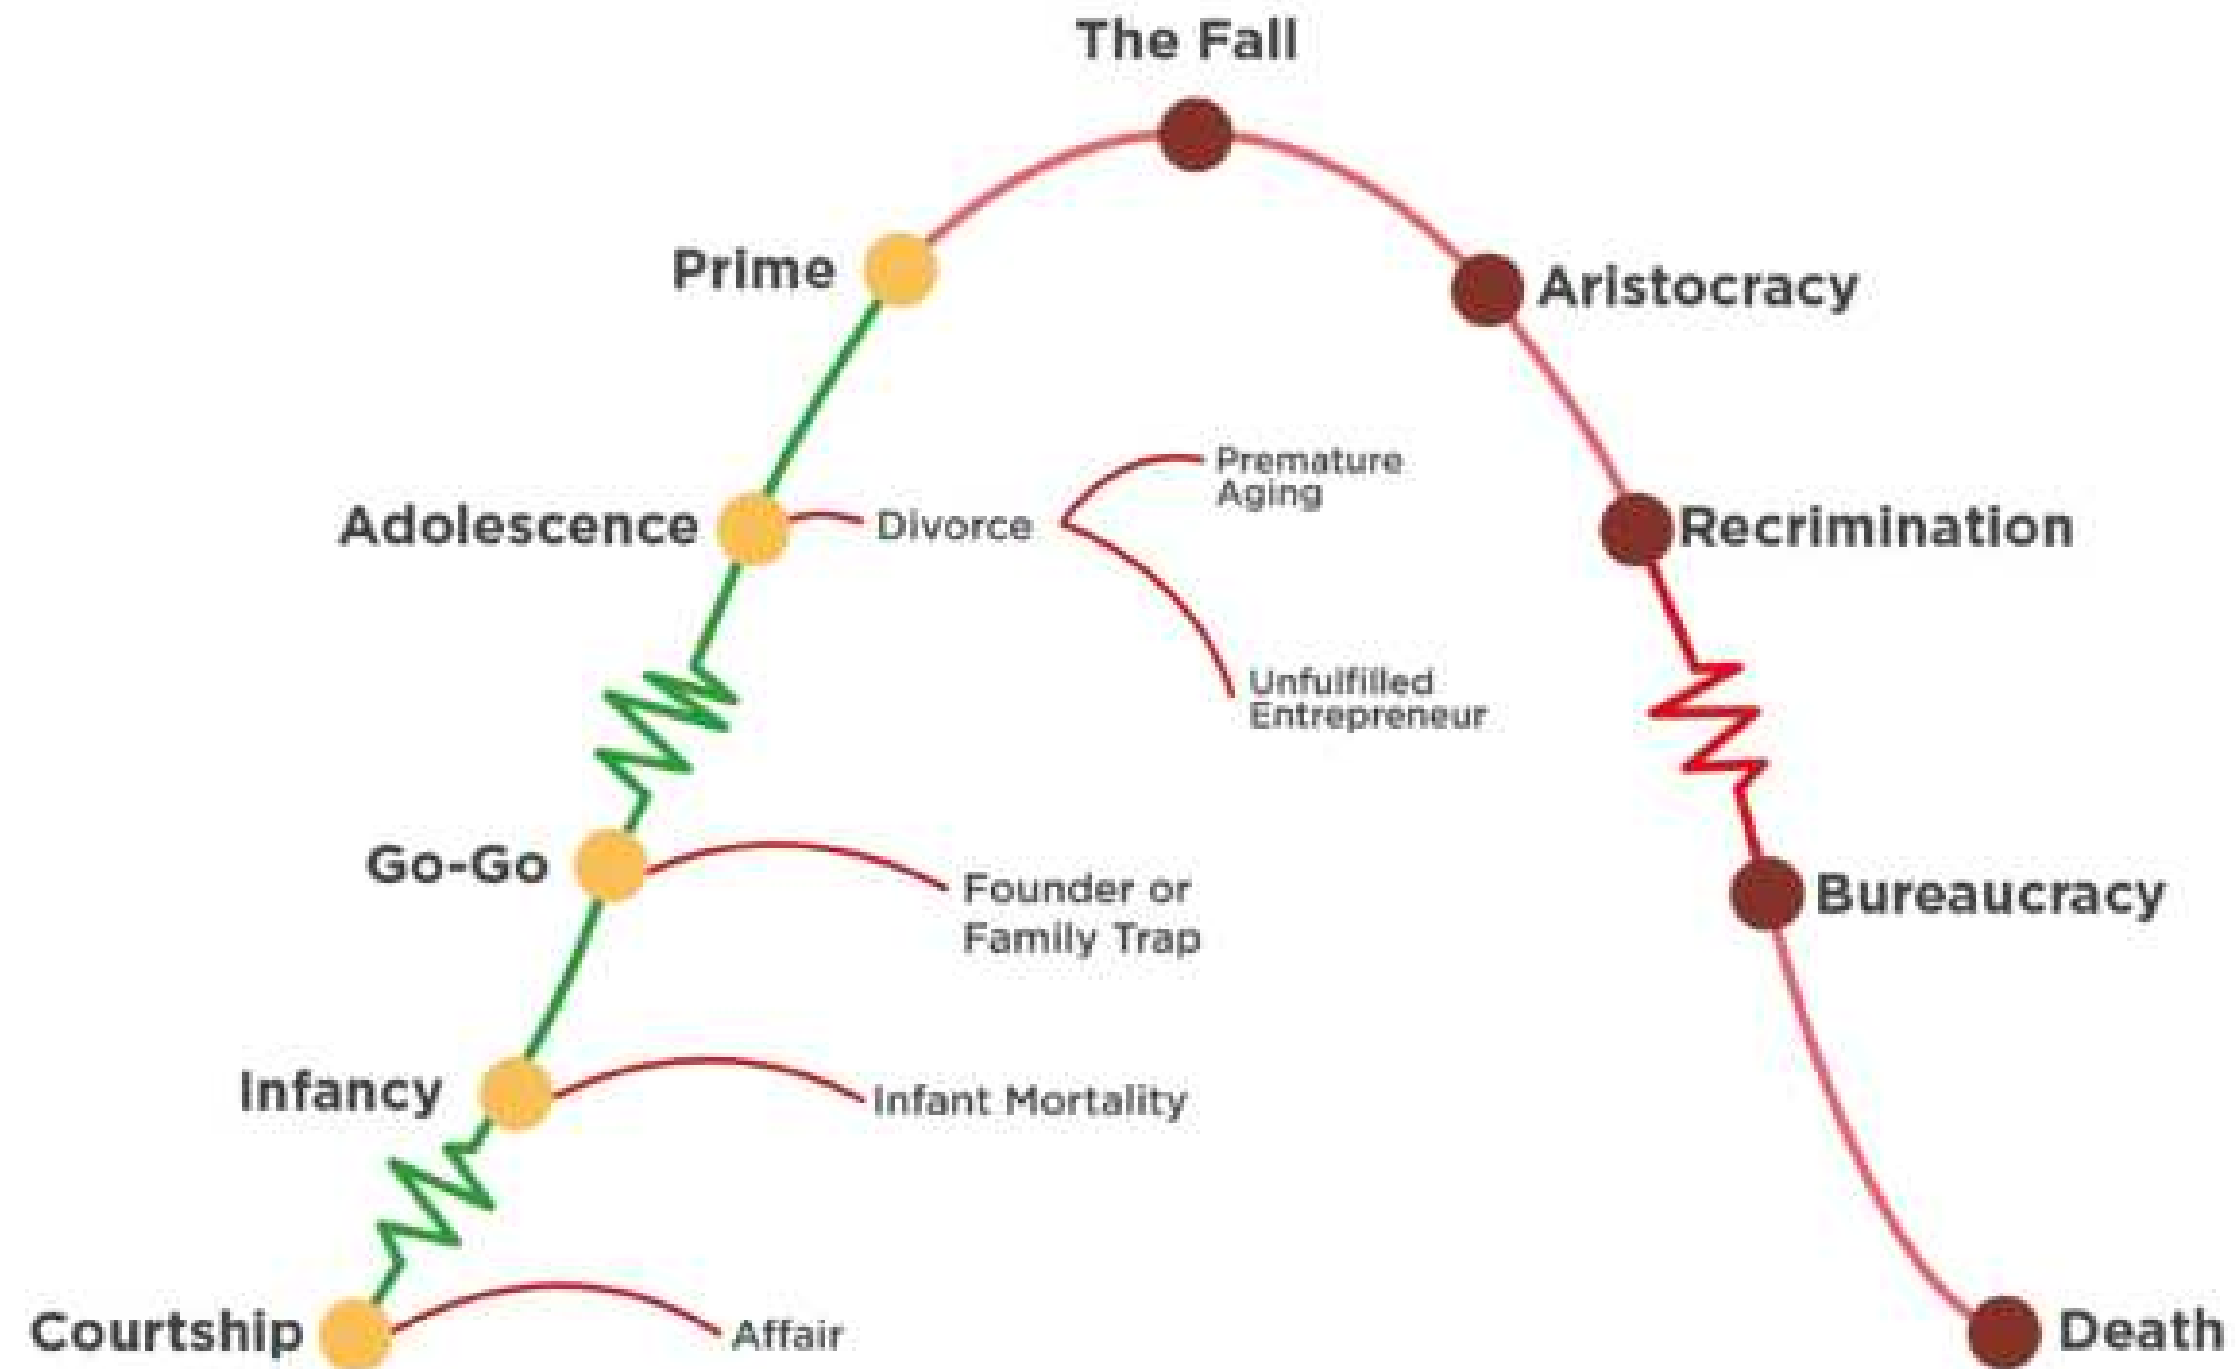 The Fall
Prime
Aristocracy
Premature
Aging
Adolescence
Divorce
Recrimination
Unfulfilled
Entrepreneur
Go-Go
Founder or
Family Trap
Bureaucracy
Infancy
Infant Mortality
Courtship
Affair
Death